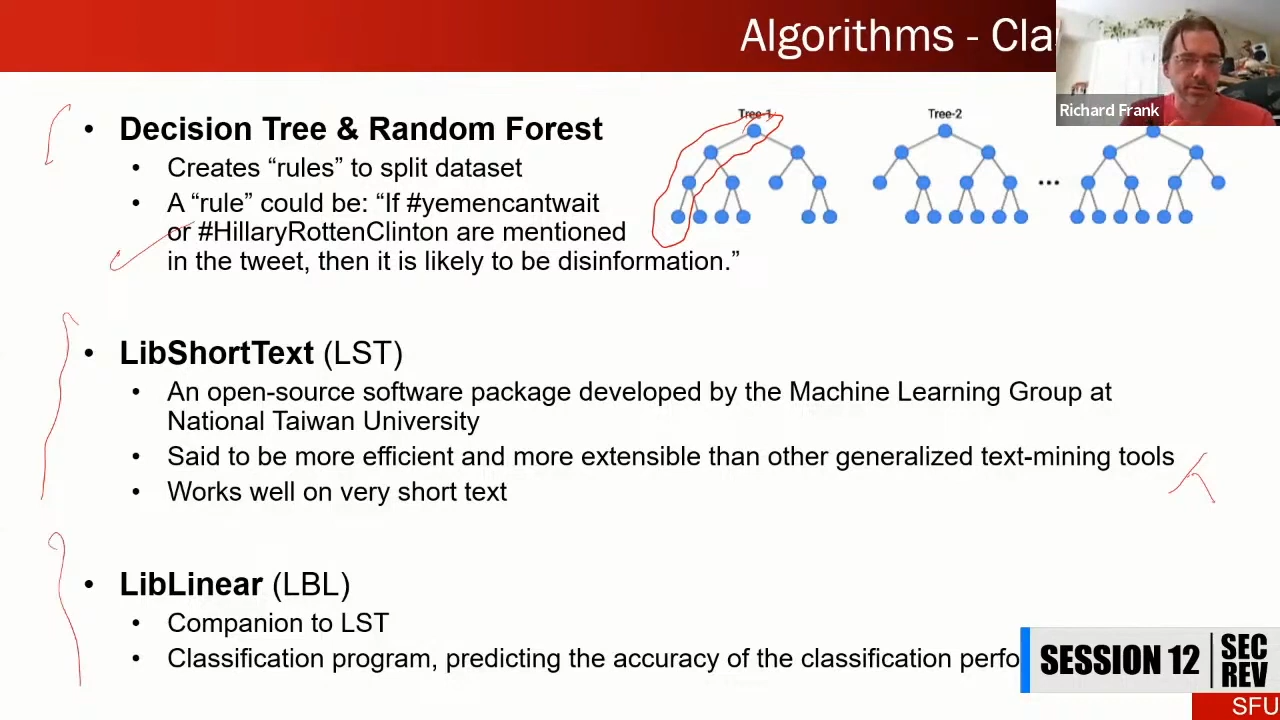 Algorithms - Cla
Richard Frank
Tree-1
Tree-2
• Decision Tree & Random Forest
• Creates “rules” to split dataset
• A “rule” could be: “If #yemencantwait
or #HillaryRottenClinton are mentioned
in the tweet, then it is likely to be disinformation.”
...
• LibShortText (LST)
• An open-source software package developed by the Machine Learning Group at
National Taiwan University
• Said to be more efficient and more extensible than other generalized text-mining tools
• Works well on very short text
• LibLinear (LBL)
• Companion to LST
• Classification program, predicting the accuracy of the classification perfo
SESSION 12
SEC
REV
SFU